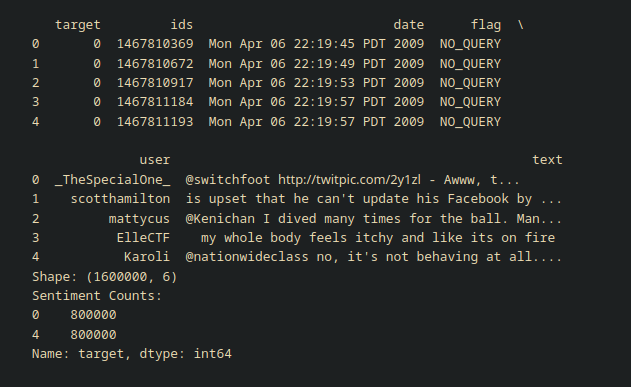 target ids date flag \
0 0 1467810369 Mon Apr 06 22:19:45 PDT 2009 NO_QUERY
1 0 1467810672 Mon Apr 06 22:19:49 PDT 2009 NO_QUERY
2 0 1467810917 Mon Apr 06 22:19:53 PDT 2009 NO_QUERY
3 0 1467811184 Mon Apr 06 22:19:57 PDT 2009 NO_QUERY
4 0 1467811193 Mon Apr 06 22:19:57 PDT 2009 NO_QUERY
user text
0 _TheSpecialOne_ @switchfoot http://twitpic.com/2y1zl - Awww, t...
1 scotthamilton is upset that he can't update his Facebook by ...
2 mattycus @Kenichan I dived many times for the ball. Man...
3 ElleCTF my whole body feels itchy and like its on fire
4 Karoli @nationwideclass no, it's not behaving at all....
Shape: (1600000, 6)
Sentiment Counts:
0 800000
4 800000
Name: target, dtype: int64